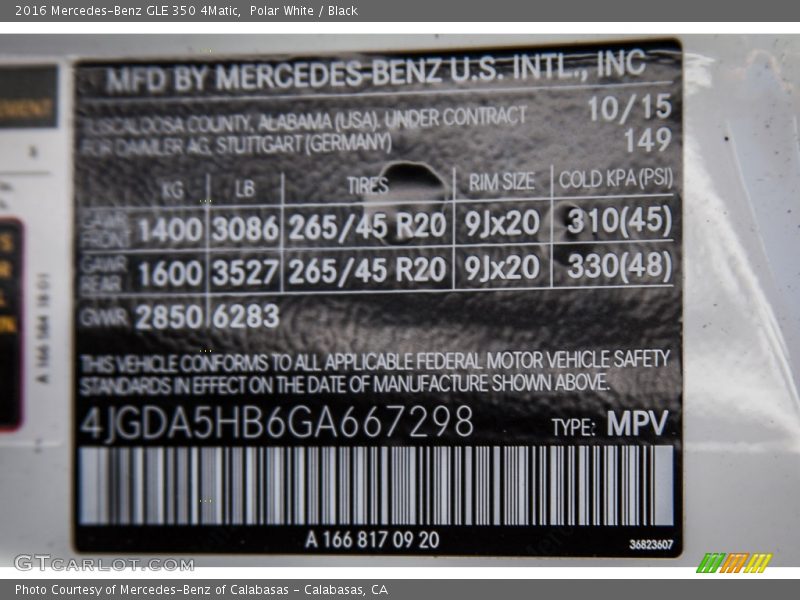 2016 Mercedes-Benz GLE 350 4Matic, Polar White / Black
MFD BY MERCEDES-BENZ U.S. INTL., INC
TUSCALOOSA COUNTY, ALABAMA (USA). UNDER CONTRACT 10/15
FOR DAIMLER AG, STUTTGART (GERMANY) 149
KG LB TIRES RIM SIZE COLD KPA (PSI)
GAWR
FRONT 1400 3086 265/45 R20 9Jx20 310(45)
GAWR
REAR 1600 3527 265/45 R20 9Jx20 330(48)
GWR 2850 6283
THIS VEHICLE CONFORMS TO ALL APPLICABLE FEDERAL MOTOR VEHICLE SAFETY
STANDARDS IN EFFECT ON THE DATE OF MANUFACTURE SHOWN ABOVE.
4JGDA5HB6GA667298 TYPE: MPV
A 166 817 09 20
36823607
GTcarlot.com
Photo Courtesy of Mercedes-Benz of Calabasas - Calabasas, CA